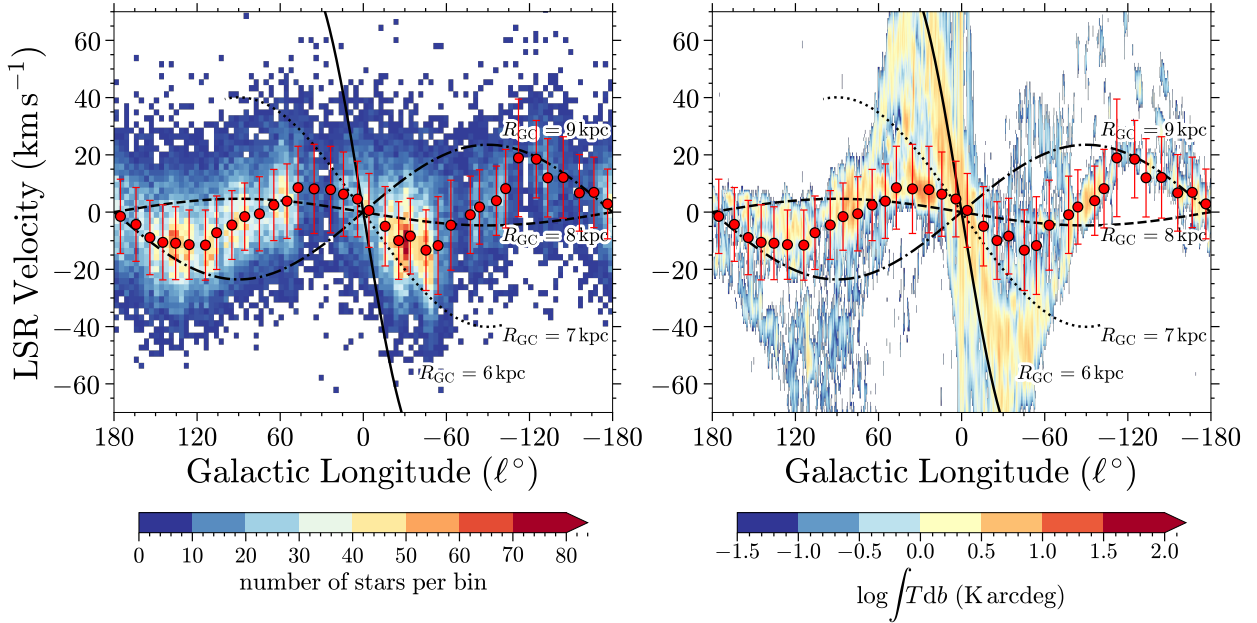 LSR Velocity (km s⁻¹)
60
40
20
0
−20
−40
−60
R_GC = 9 kpc
R_GC = 8 kpc
R_GC = 7 kpc
R_GC = 6 kpc
180 120 60 0 −60 −120 −180
Galactic Longitude (ℓ°)
0 10 20 30 40 50 60 70 80
number of stars per bin
60
40
20
0
−20
−40
−60
R_GC = 9 kpc
R_GC = 8 kpc
R_GC = 7 kpc
R_GC = 6 kpc
180 120 60 0 −60 −120 −180
Galactic Longitude (ℓ°)
−1.5 −1.0 −0.5 0.0 0.5 1.0 1.5 2.0
log ∫ T db (K arcdeg)